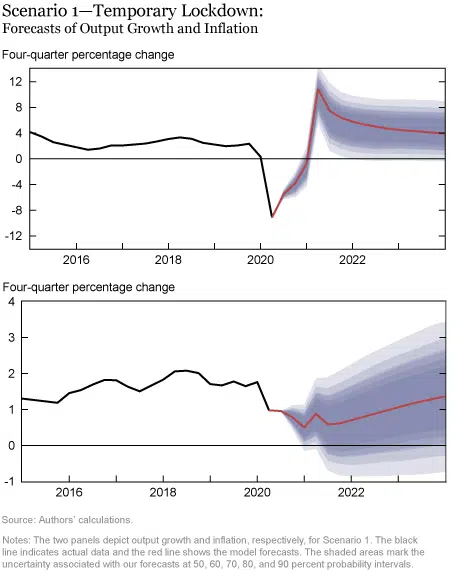 Scenario 1—Temporary Lockdown:
Forecasts of Output Growth and Inflation
Four-quarter percentage change
12
8
4
0
-4
-8
-12
2016
2018
2020
2022
Four-quarter percentage change
4
3
2
1
0
-1
2016
2018
2020
2022
Source: Authors' calculations.
Notes: The two panels depict output growth and inflation, respectively, for Scenario 1. The black
line indicates actual data and the red line shows the model forecasts. The shaded areas mark the
uncertainty associated with our forecasts at 50, 60, 70, 80, and 90 percent probability intervals.